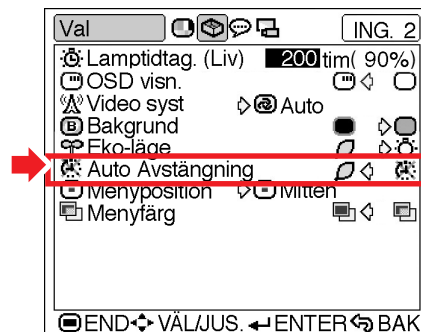 Val ING. 2
Lamptidtag. (Liv) 200 tim( 90%)
OSD visn.
Video syst Auto
B Bakgrund
Eko-läge
Auto Avstängning
Menyposition Mitten
Menyfärg
END VÄL/JUS. ENTER BAK